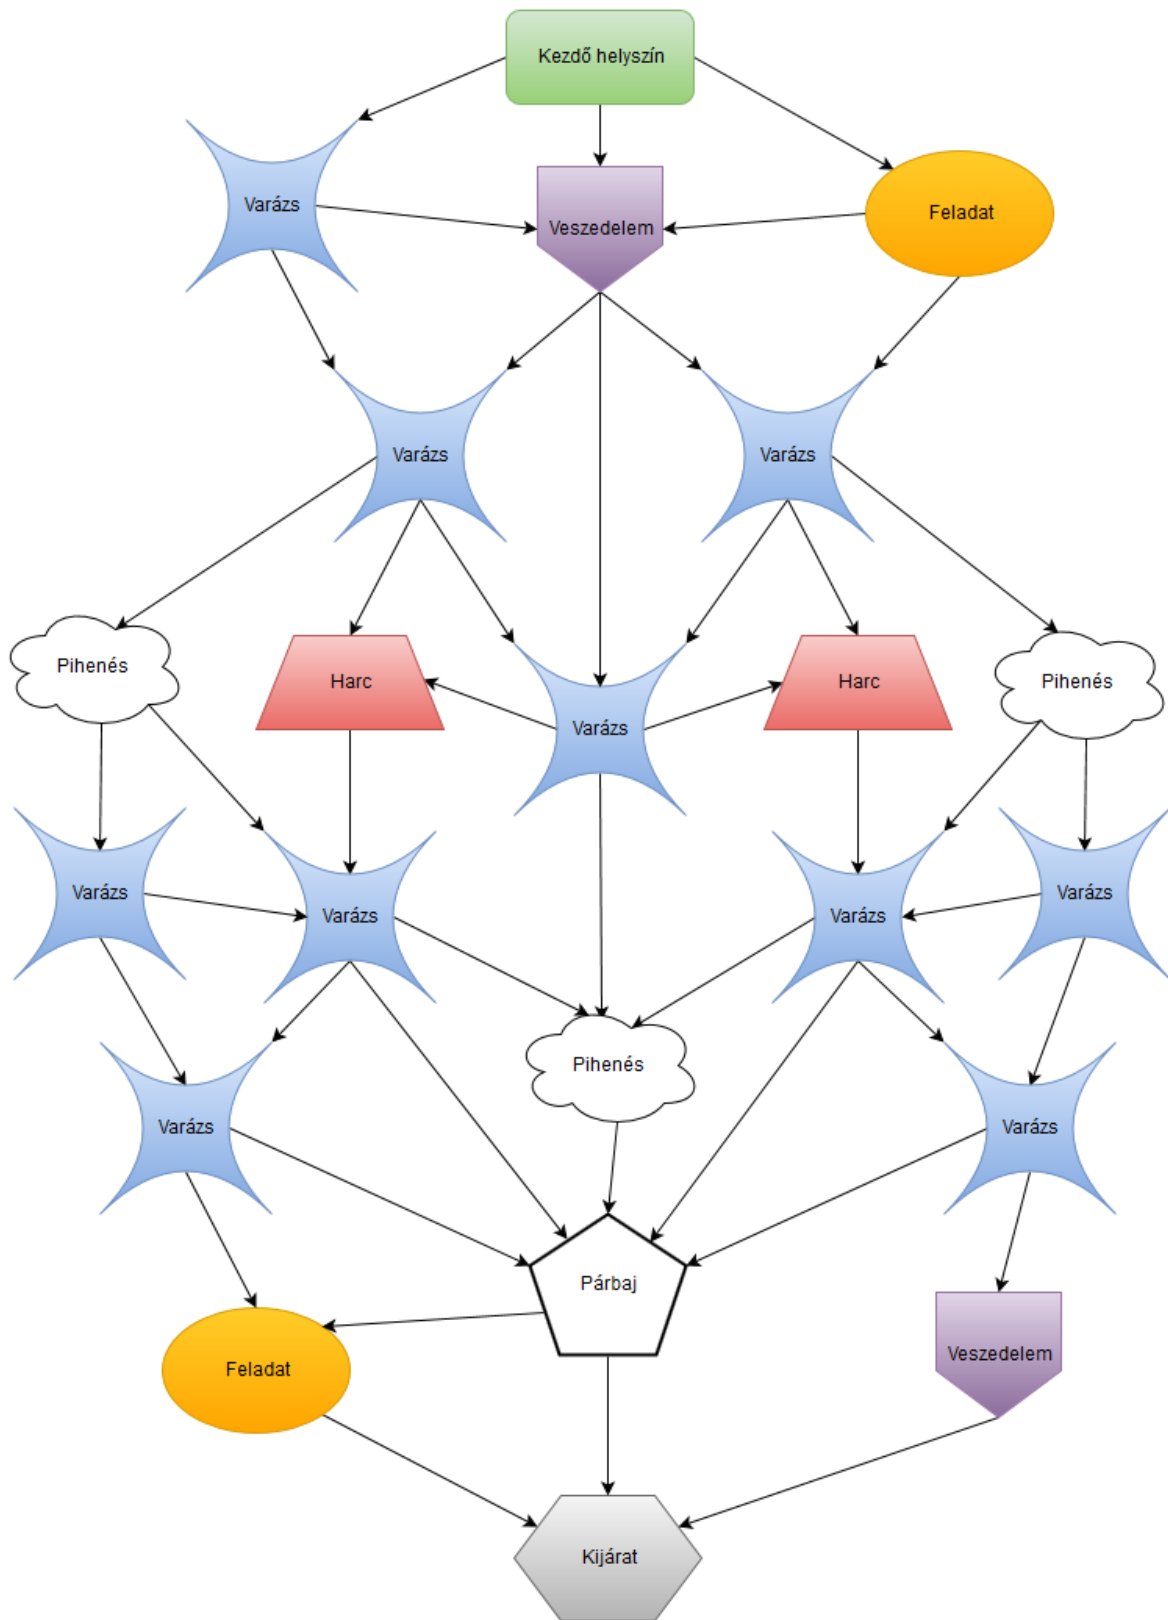 Kezdő helyszín
Varázs
Veszedelem
Feladat
Varázs
Varázs
Pihenés
Harc
Varázs
Harc
Pihenés
Varázs
Varázs
Varázs
Varázs
Pihenés
Varázs
Varázs
Párbaj
Feladat
Veszedelem
Kijárat